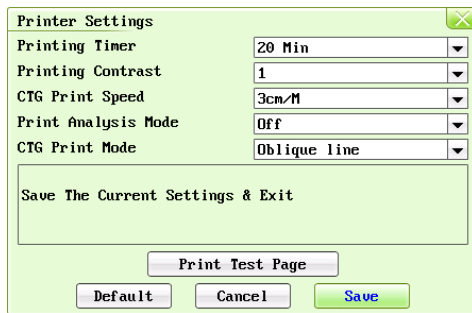 Printer Settings
Printing Timer 20 Min
Printing Contrast 1
CTG Print Speed 3cm/M
Print Analysis Mode Off
CTG Print Mode Oblique line
Save The Current Settings & Exit
Print Test Page
Default Cancel Save